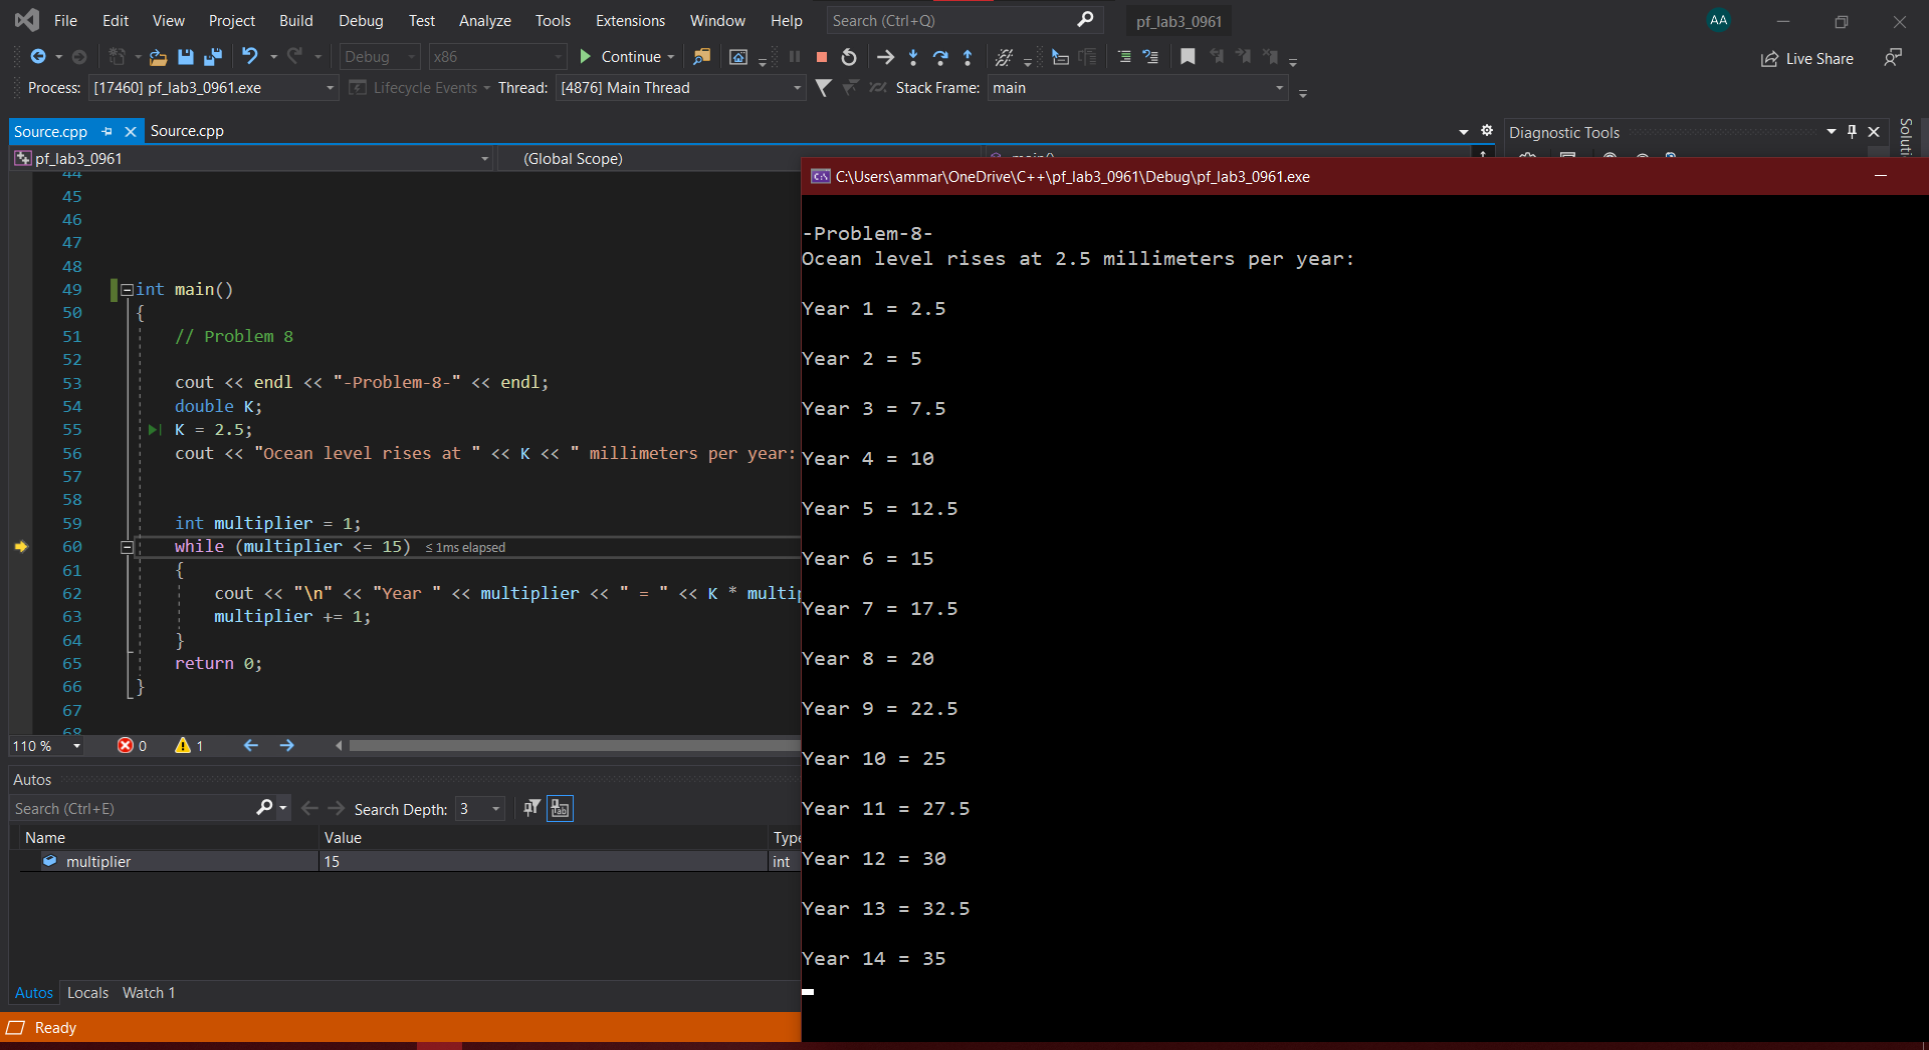 File Edit View Project Build Debug Test Analyze Tools Extensions Window Help Search (Ctrl+Q) pf_lab3_0961 AA
Debug x86 Continue Live Share
Process: [17460] pf_lab3_0961.exe Lifecycle Events Thread: [4876] Main Thread Stack Frame: main
Source.cpp Source.cpp
pf_lab3_0961 (Global Scope) main()
Diagnostic Tools
Soluti
44
45
46
47
48
49 int main()
50 {
51 // Problem 8
52
53 cout << endl << "-Problem-8-" << endl;
54 double K;
55 K = 2.5;
56 cout << "Ocean level rises at " << K << " millimeters per year:
57
58
59 int multiplier = 1;
60 while (multiplier <= 15) ≤ 1ms elapsed
61 {
62 cout << "\n" << "Year " << multiplier << " = " << K * multip
63 multiplier += 1;
64 }
65 return 0;
66 }
67
68
110 % 0 1
Autos
Search (Ctrl+E) Search Depth: 3
Name Value Type
multiplier 15 int
Autos Locals Watch 1
Ready
C:\Users\ammar\OneDrive\C++\pf_lab3_0961\Debug\pf_lab3_0961.exe
-Problem-8-
Ocean level rises at 2.5 millimeters per year:
Year 1 = 2.5
Year 2 = 5
Year 3 = 7.5
Year 4 = 10
Year 5 = 12.5
Year 6 = 15
Year 7 = 17.5
Year 8 = 20
Year 9 = 22.5
Year 10 = 25
Year 11 = 27.5
Year 12 = 30
Year 13 = 32.5
Year 14 = 35